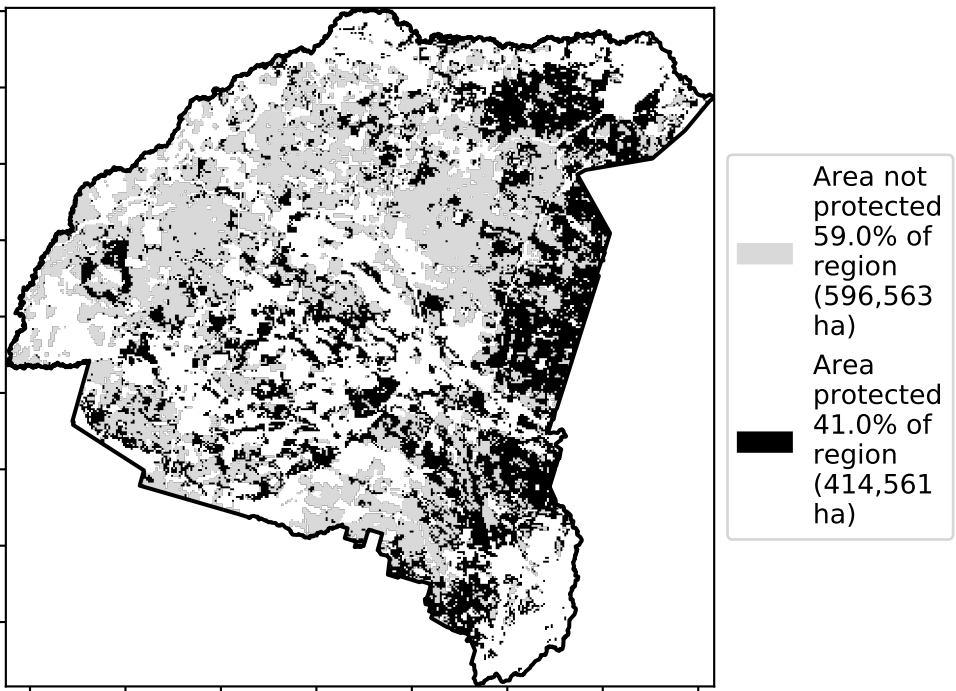 Area not
protected
59.0% of
region
(596,563
ha)
Area
protected
41.0% of
region
(414,561
ha)